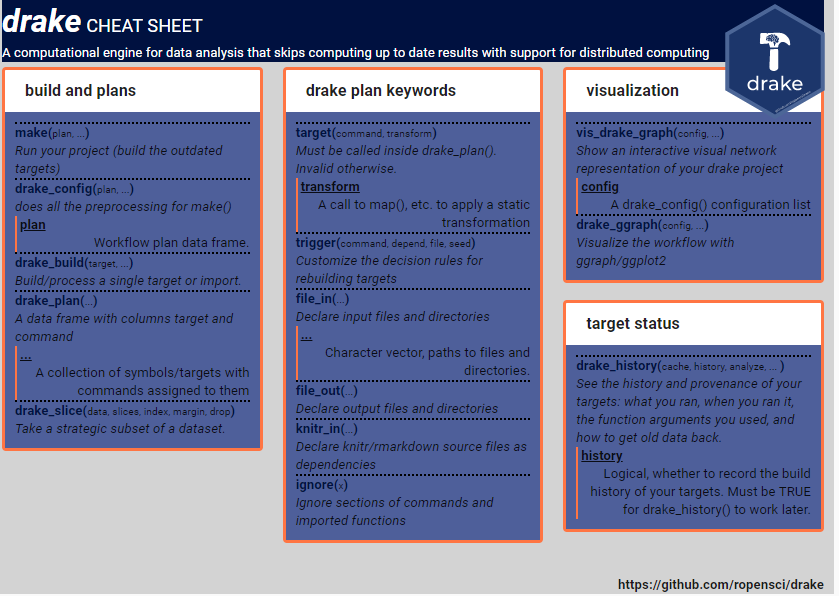 drake CHEAT SHEET
A computational engine for data analysis that skips computing up to date results with support for distributed computing
drake
build and plans
make(plan, ...)
Run your project (build the outdated
targets)
drake_config(plan, ...)
does all the preprocessing for make()
plan
Workflow plan data frame.
drake_build(target, ...)
Build/process a single target or import.
drake_plan(...)
A data frame with columns target and
command
...
A collection of symbols/targets with
commands assigned to them
drake_slice(data, slices, index, margin, drop)
Take a strategic subset of a dataset.
drake plan keywords
target(command, transform)
Must be called inside drake_plan().
Invalid otherwise.
transform
A call to map(), etc. to apply a static
transformation
trigger(command, depend, file, seed)
Customize the decision rules for
rebuilding targets
file_in(...)
Declare input files and directories
...
Character vector, paths to files and
directories.
file_out(...)
Declare output files and directories
knitr_in(...)
Declare knitr/rmarkdown source files as
dependencies
ignore(x)
Ignore sections of commands and
imported functions
visualization
vis_drake_graph(config, ...)
Show an interactive visual network
representation of your drake project
config
A drake_config() configuration list
drake_ggraph(config, ...)
Visualize the workflow with
ggraph/ggplot2
target status
drake_history(cache, history, analyze, ... )
See the history and provenance of your
targets: what you ran, when you ran it,
the function arguments you used, and
how to get old data back.
history
Logical, whether to record the build
history of your targets. Must be TRUE
for drake_history() to work later.
https://github.com/ropensci/drake